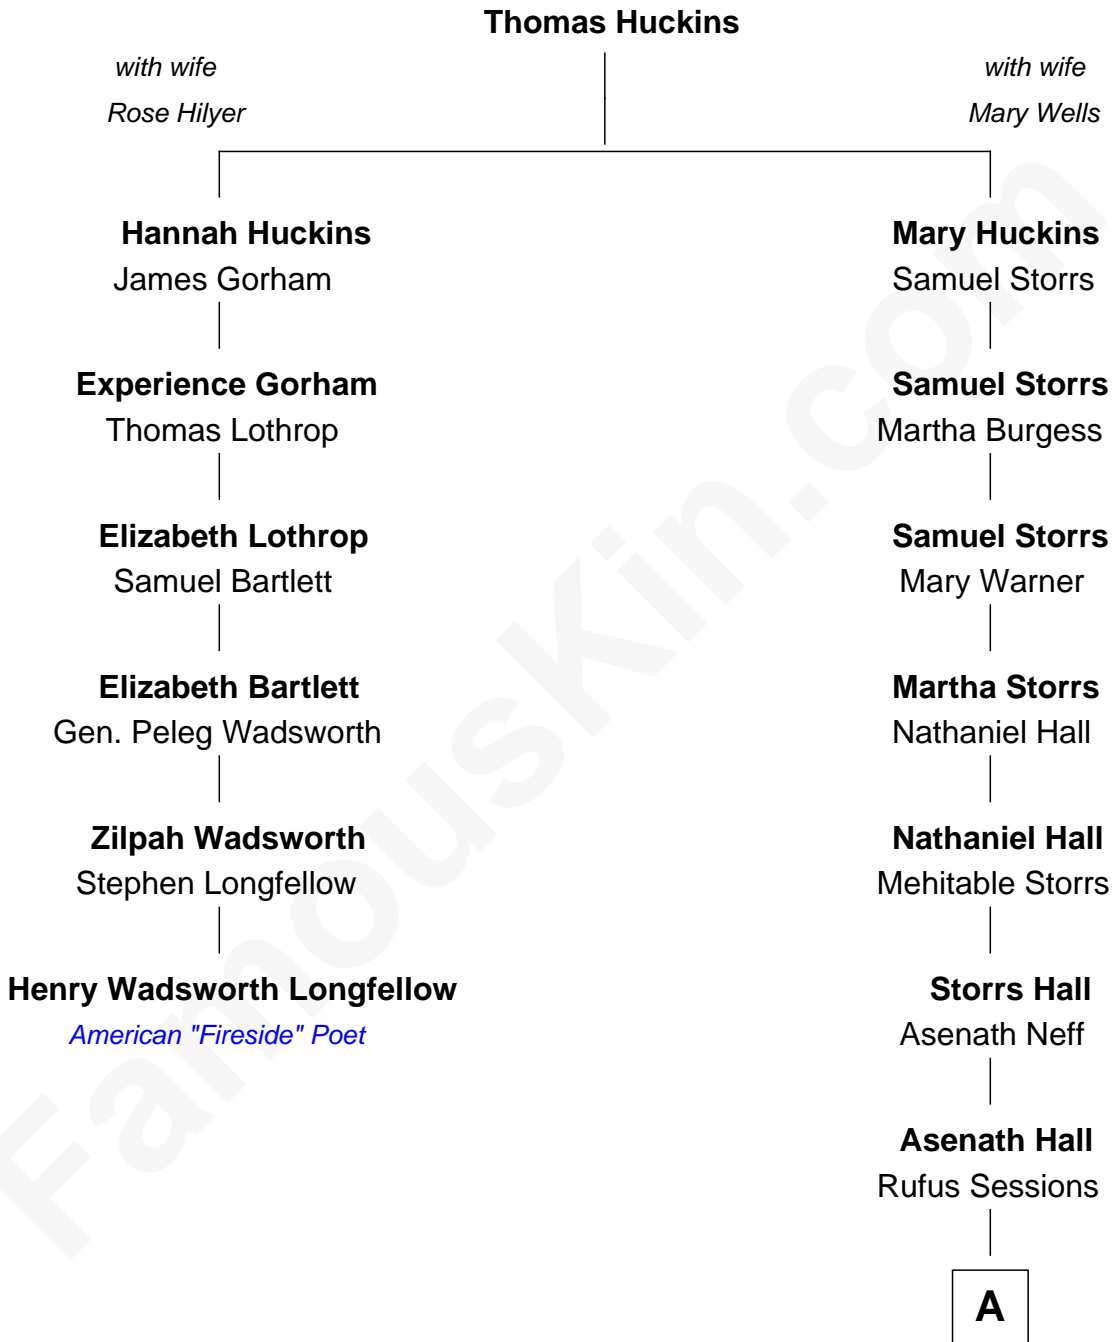 Thomas Huckins
with wife
Rose Hilyer
with wife
Mary Wells
Hannah Huckins
James Gorham
Experience Gorham
Thomas Lothrop
Elizabeth Lothrop
Samuel Bartlett
Elizabeth Bartlett
Gen. Peleg Wadsworth
Zilpah Wadsworth
Stephen Longfellow
Henry Wadsworth Longfellow
American "Fireside" Poet
Mary Huckins
Samuel Storrs
Samuel Storrs
Martha Burgess
Samuel Storrs
Mary Warner
Martha Storrs
Nathaniel Hall
Nathaniel Hall
Mehitable Storrs
Storrs Hall
Asenath Neff
Asenath Hall
Rufus Sessions
A
FamousKin.com